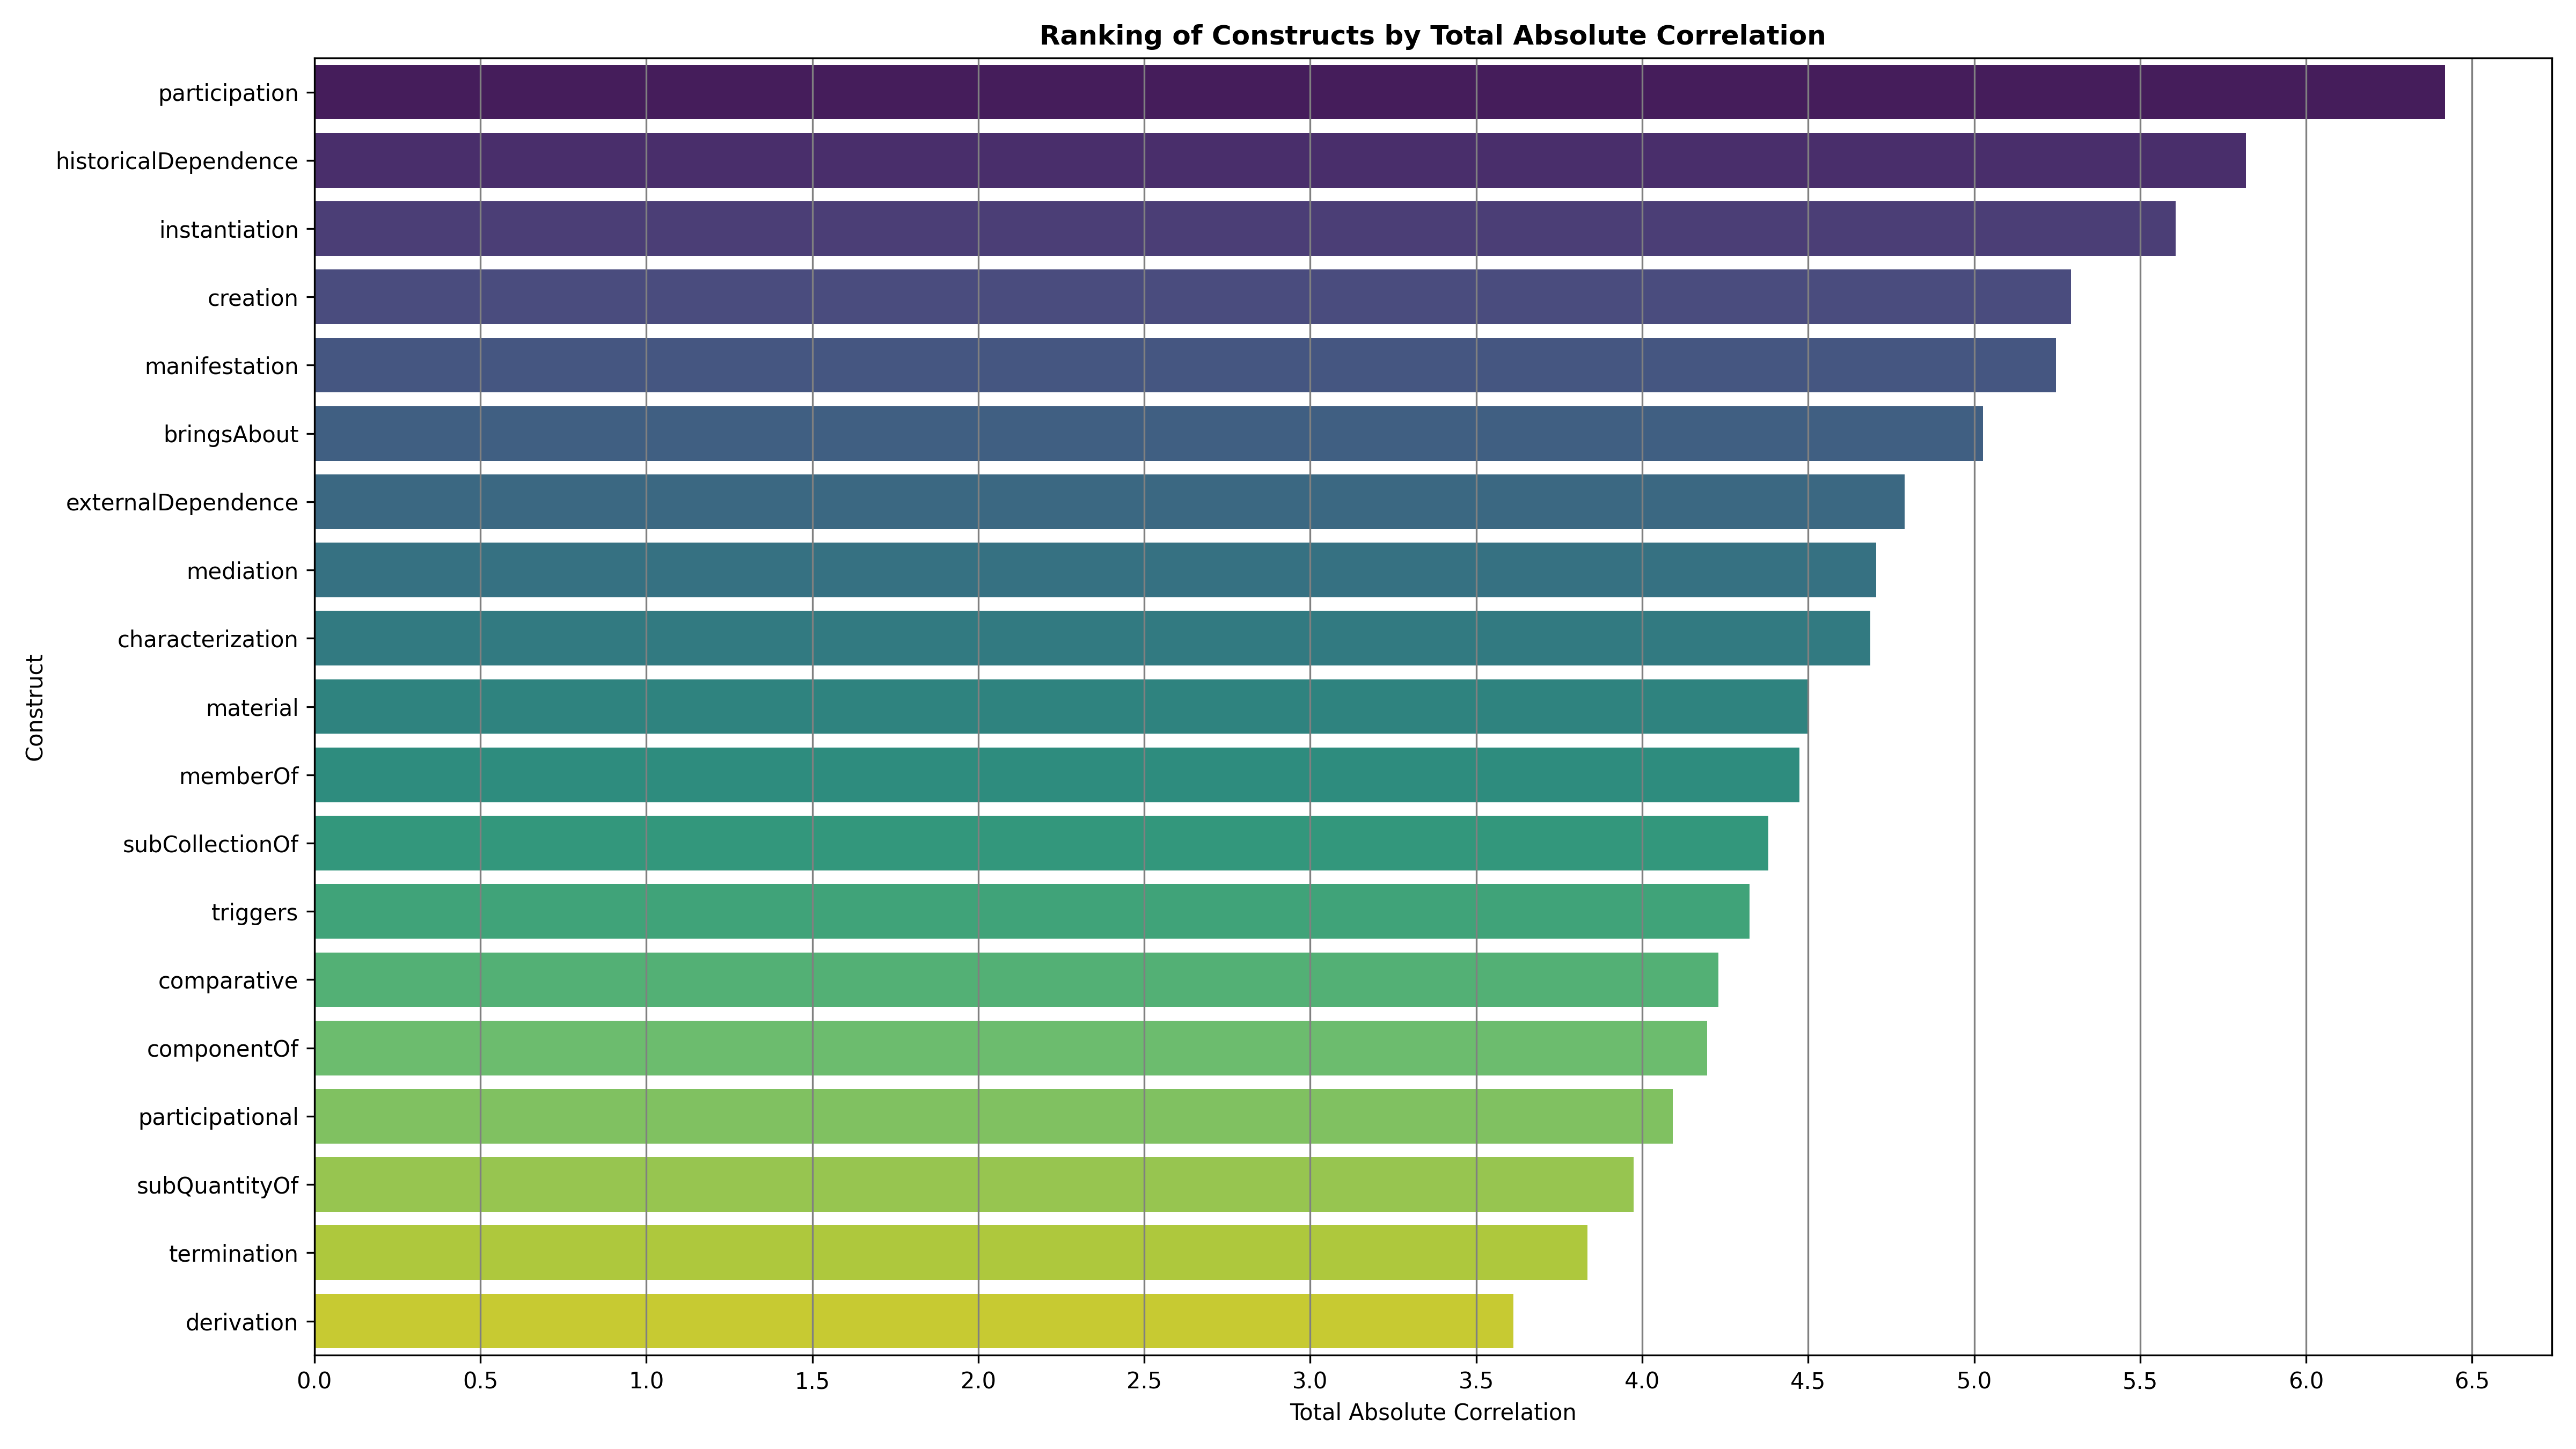 Ranking of Constructs by Total Absolute Correlation
participation
historicalDependence
instantiation
creation
manifestation
bringsAbout
externalDependence
mediation
characterization
material
memberOf
subCollectionOf
triggers
comparative
componentOf
participational
subQuantityOf
termination
derivation
Construct
0.0 0.5 1.0 1.5 2.0 2.5 3.0 3.5 4.0 4.5 5.0 5.5 6.0 6.5
Total Absolute Correlation